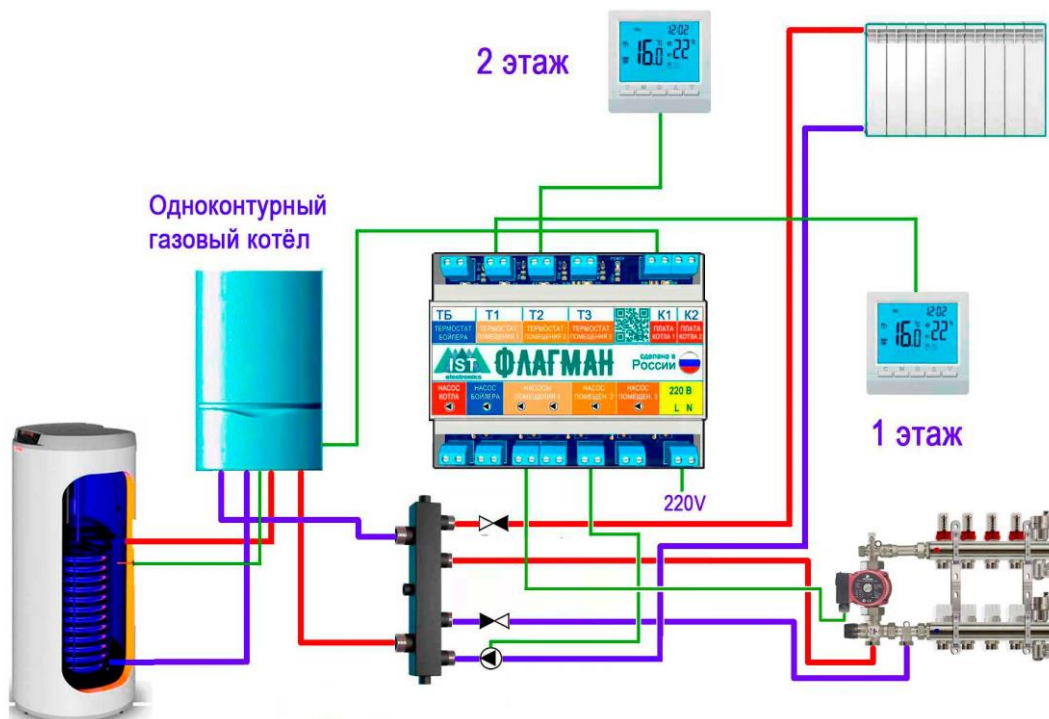 2 этаж
12:02
16.0 22°
Одноконтурный
газовый котёл
ТБ Т1 Т2 Т3 К1 К2
ТЕРМОСТАТ БОЙЛЕРА
ТЕРМОСТАТ ПОМЕЩЕНИЯ 1
ТЕРМОСТАТ ПОМЕЩЕНИЯ 2
ТЕРМОСТАТ ПОМЕЩЕНИЯ 3
ПЛАТА КОТЛА 1
ПЛАТА КОТЛА 2
IST
electronics
ФЛАГМАН
сделано в
России
НАСОС КОТЛА
НАСОС БОЙЛЕРА
ПОМЕЩЕНИЯ 1
НАСОС ПОМЕЩЕН. 2
НАСОС ПОМЕЩЕН. 3
220 В
L N
220V
12:02
16.0 22°
1 этаж